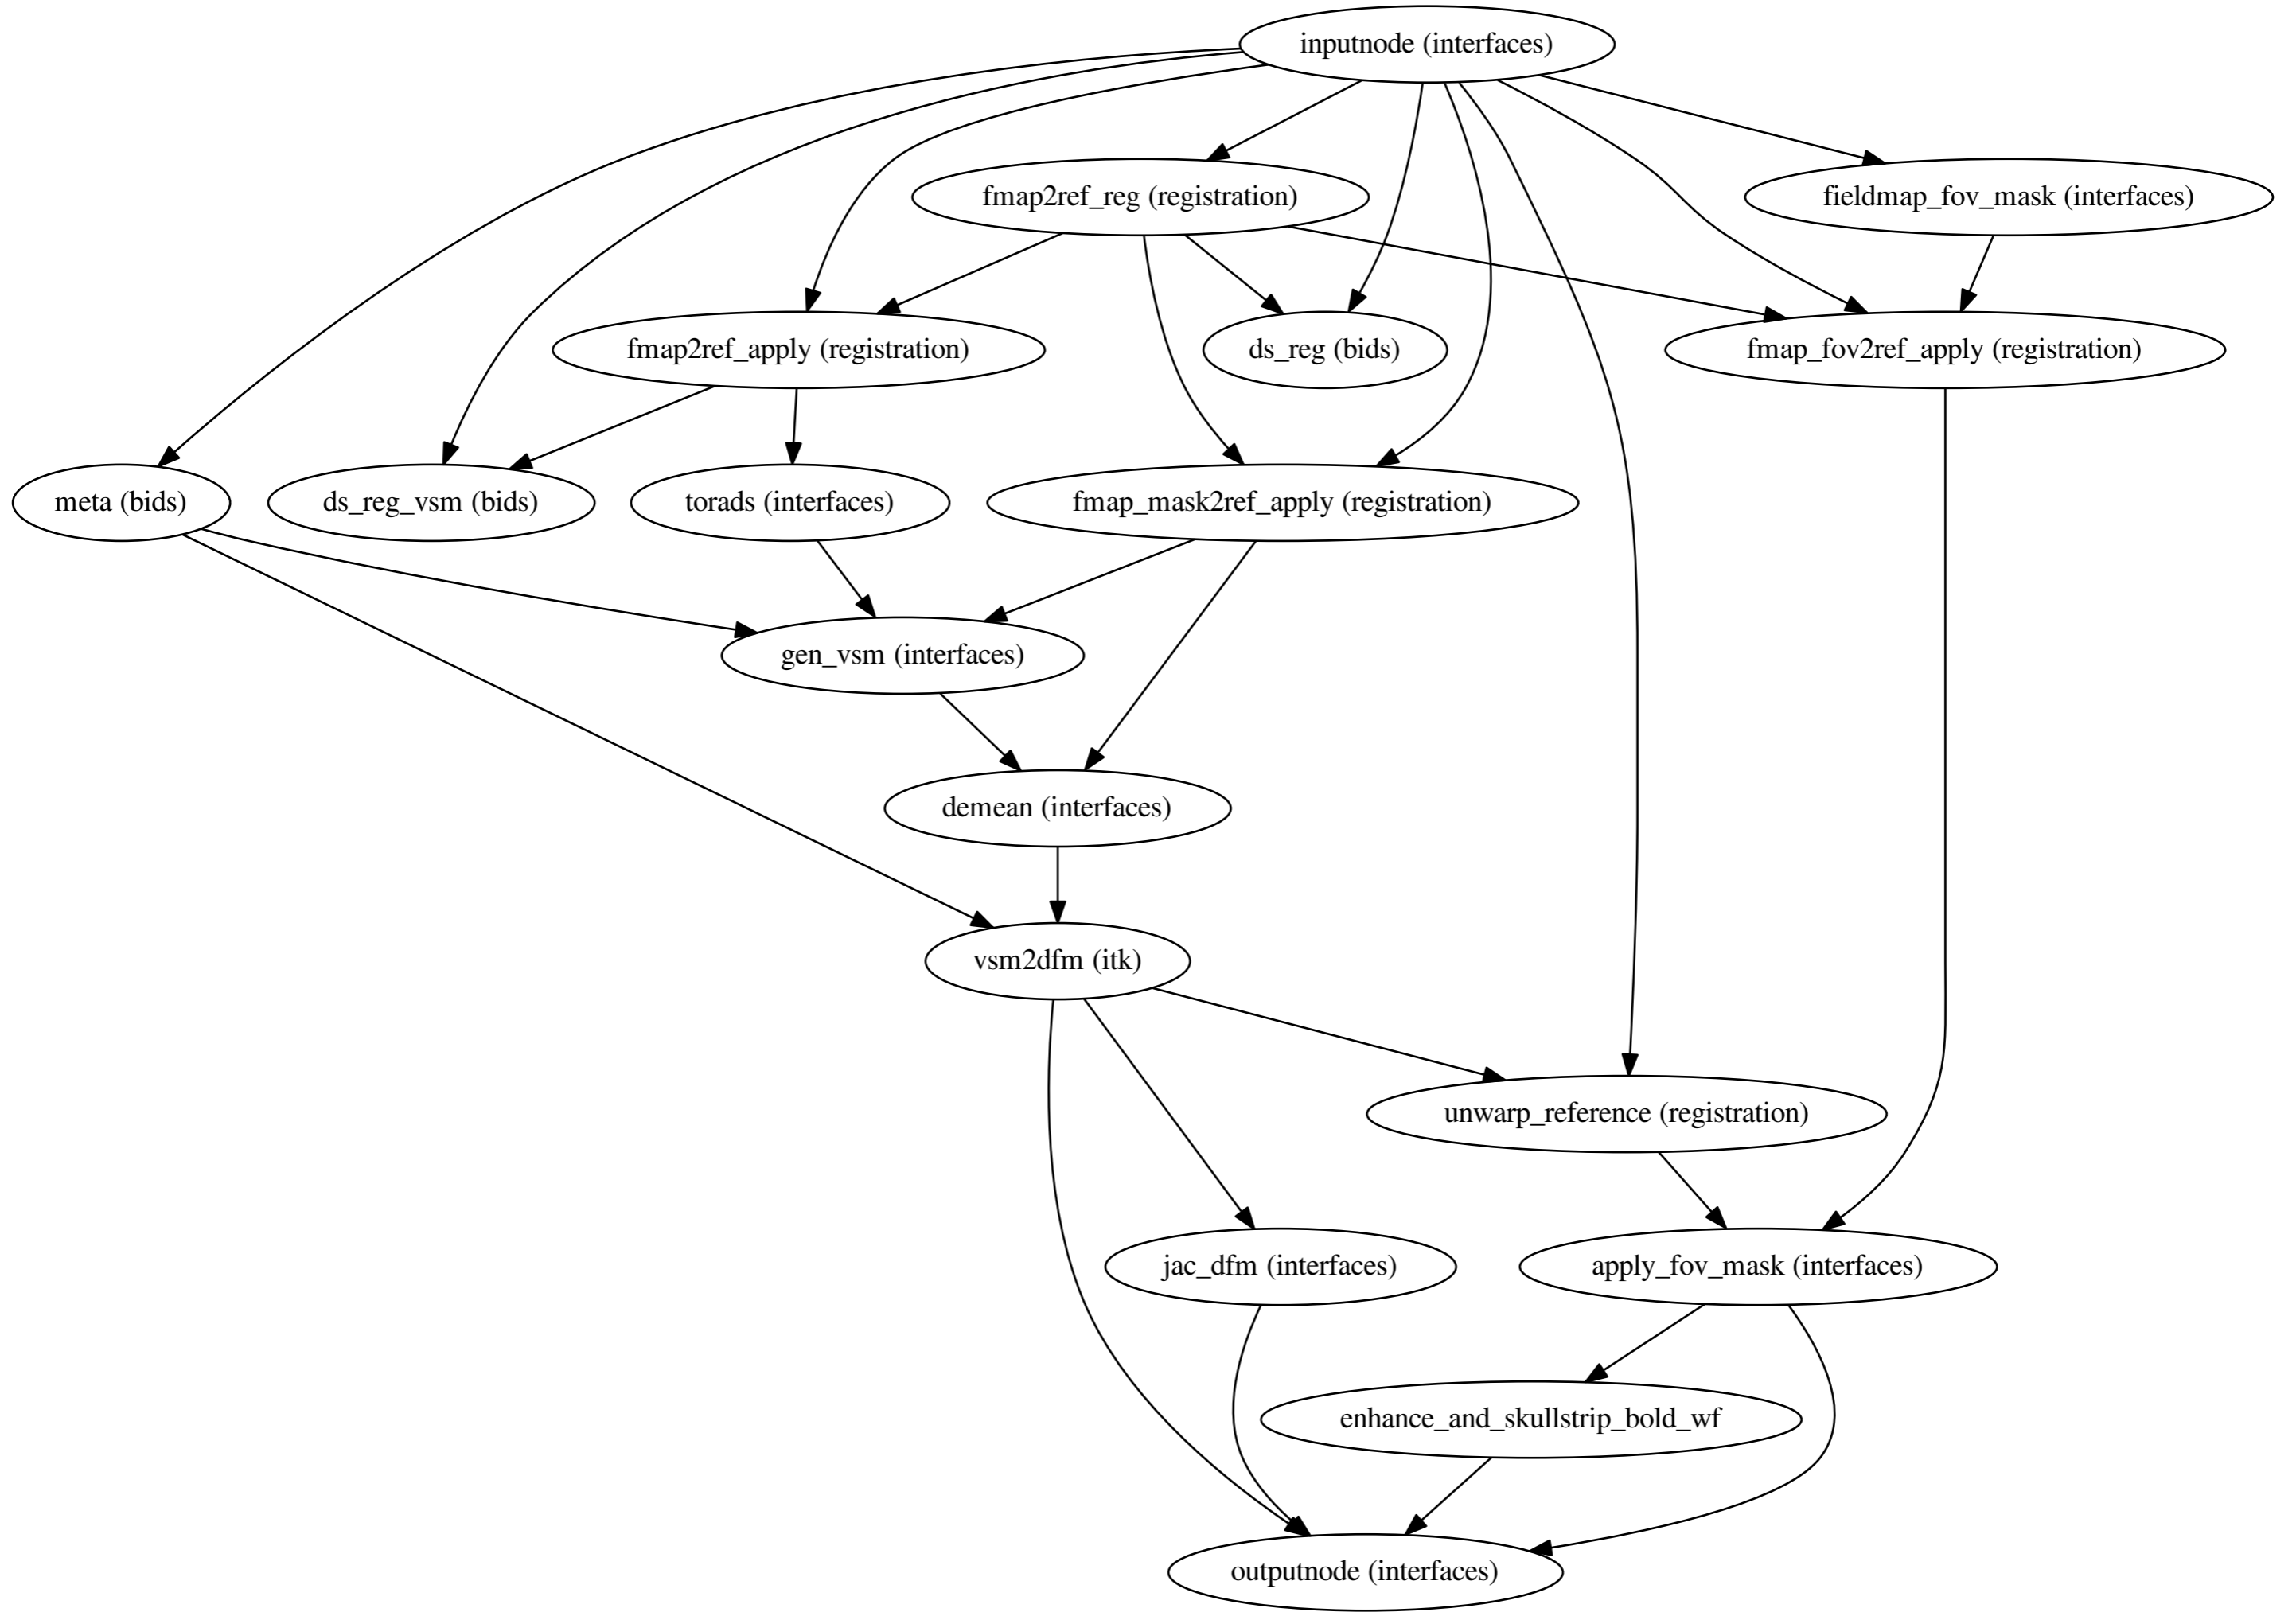 inputnode (interfaces)
fmap2ref_reg (registration)
fieldmap_fov_mask (interfaces)
fmap2ref_apply (registration)
ds_reg (bids)
fmap_fov2ref_apply (registration)
meta (bids)
ds_reg_vsm (bids)
torads (interfaces)
fmap_mask2ref_apply (registration)
gen_vsm (interfaces)
demean (interfaces)
vsm2dfm (itk)
unwarp_reference (registration)
jac_dfm (interfaces)
apply_fov_mask (interfaces)
enhance_and_skullstrip_bold_wf
outputnode (interfaces)